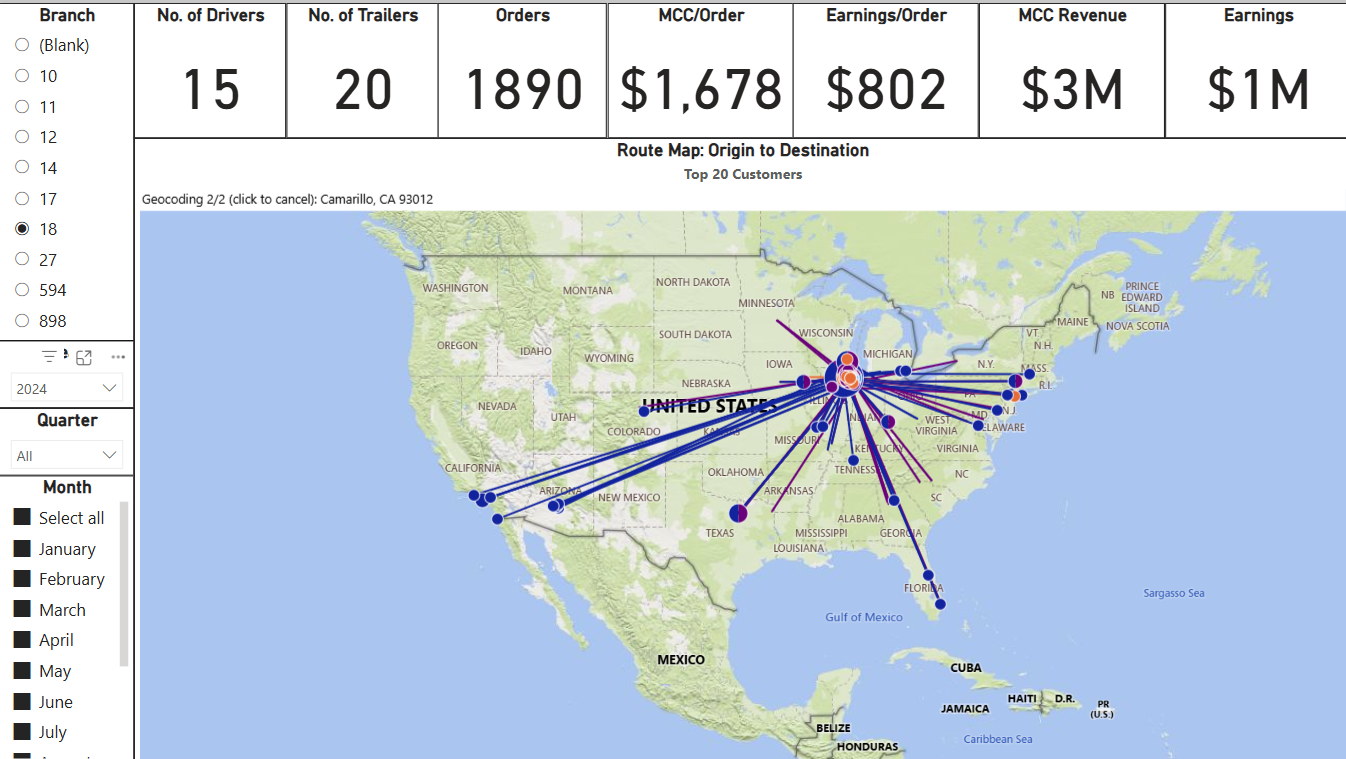 Branch
(Blank)
10
11
12
14
17
18
27
594
898
2024
Quarter
All
Month
Select all
January
February
March
April
May
June
July
No. of Drivers
15
No. of Trailers
20
Orders
1890
MCC/Order
$1,678
Earnings/Order
$802
MCC Revenue
$3M
Earnings
$1M
Route Map: Origin to Destination
Top 20 Customers
Geocoding 2/2 (click to cancel): Camarillo, CA 93012
WASHINGTON
MONTANA
NORTH DAKOTA
MINNESOTA
NB
PRINCE
EDWARD
ISLAND
MAINE
NOVA SCOTIA
OREGON
IDAHO
WYOMING
SOUTH DAKOTA
WISCONSIN
MICHIGAN
VT.
N.H.
IOWA
N.Y.
MASS.
R.I.
NEBRASKA
NEVADA
UTAH
UNITED STATES
COLORADO
PA
MD
NJ
WEST
VIRGINIA
MISSOURI
KENTUCKY
VIRGINIA
CALIFORNIA
ARIZONA
NEW MEXICO
OKLAHOMA
ARKANSAS
NC
SC
TEXAS
ALABAMA
MISSISSIPPI
GEORGIA
LOUISIANA
FLORIDA
Gulf of Mexico
Sargasso Sea
MEXICO
CUBA
HAITI
D.R.
PR
(U.S.)
JAMAICA
BELIZE
HONDURAS
Caribbean Sea